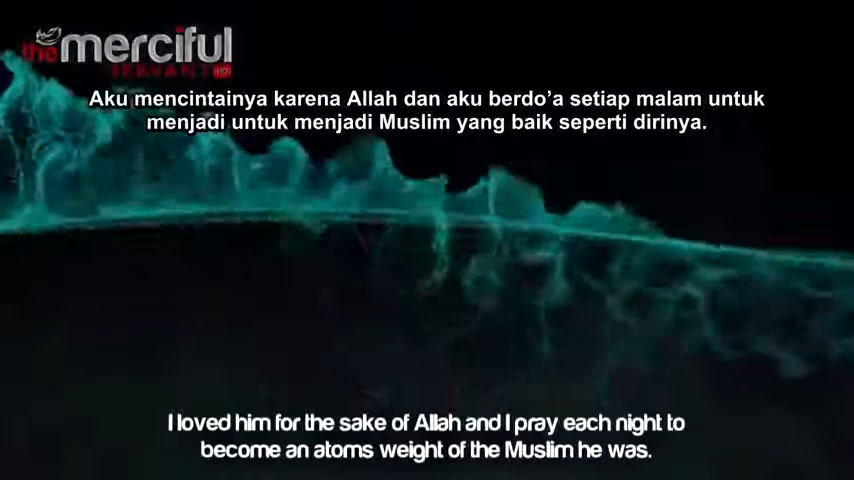 the merciful
SERVANT HD
Aku mencintainya karena Allah dan aku berdo’a setiap malam untuk
menjadi untuk menjadi Muslim yang baik seperti dirinya.
I loved him for the sake of Allah and I pray each night to
become an atoms weight of the Muslim he was.